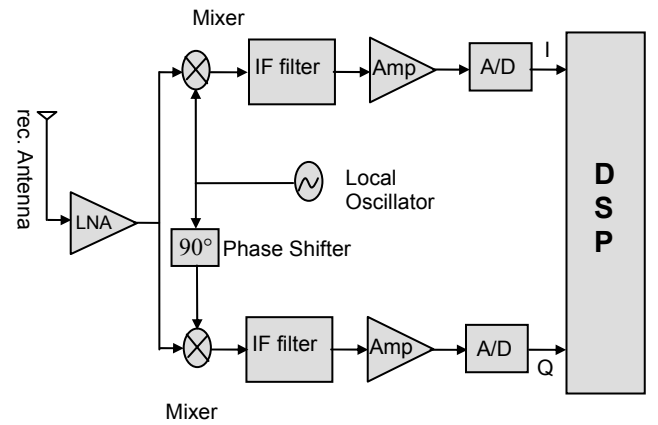 Mixer
IF filter
Amp
A/D
I
rec. Antenna
LNA
Local
Oscillator
90°
Phase Shifter
D
S
P
IF filter
Amp
A/D
Q
Mixer